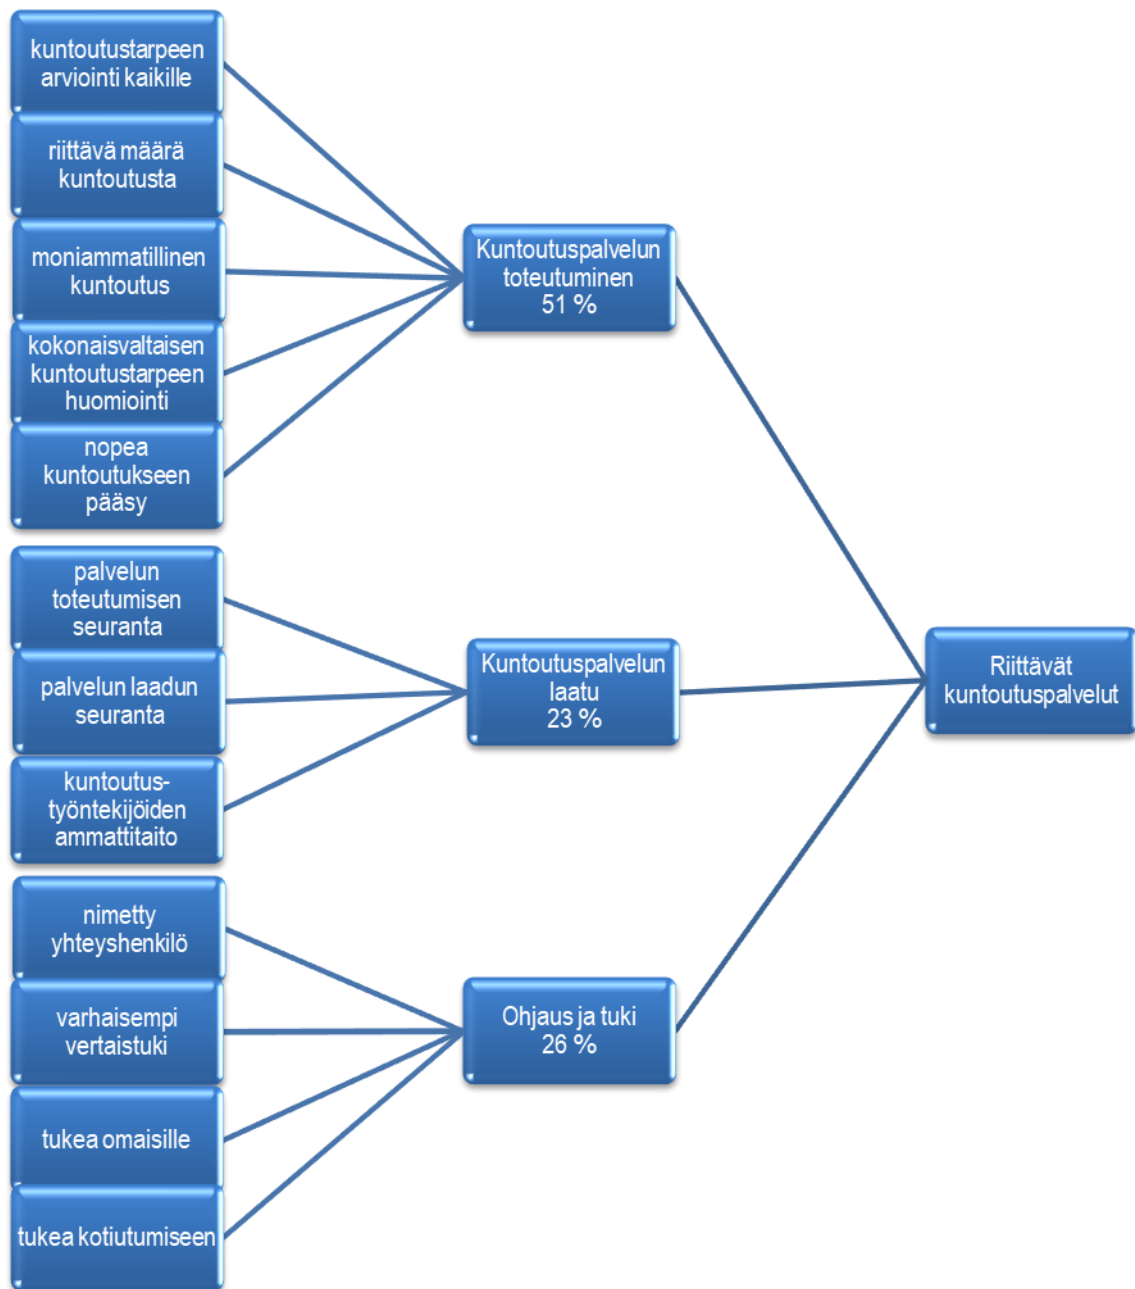 kuntoutustarpeen
arviointi kaikille
riittävä määrä
kuntoutusta
moniammatillinen
kuntoutus
kokonaisvaltaisen
kuntoutustarpeen
huomiointi
nopea
kuntoutukseen
pääsy
Kuntoutuspalvelun
toteutuminen
51 %
palvelun
toteutumisen
seuranta
palvelun laadun
seuranta
kuntoutus-
työntekijöiden
ammattitaito
Kuntoutuspalvelun
laatu
23 %
nimetty
yhteyshenkilö
varhaisempi
vertaistuki
tukea omaisille
tukea kotiutumiseen
Ohjaus ja tuki
26 %
Riittävät
kuntoutuspalvelut